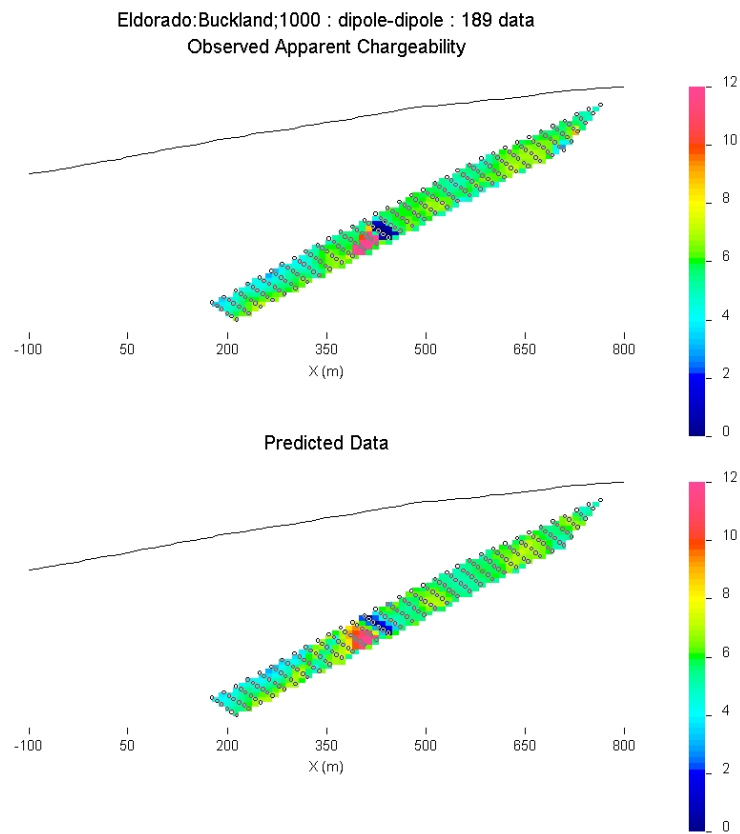 Eldorado:Buckland;1000 : dipole-dipole : 189 data
Observed Apparent Chargeability
12
10
8
6
4
2
0
-100 50 200 350 500 650 800
X (m)
Predicted Data
12
10
8
6
4
2
0
-100 50 200 350 500 650 800
X (m)